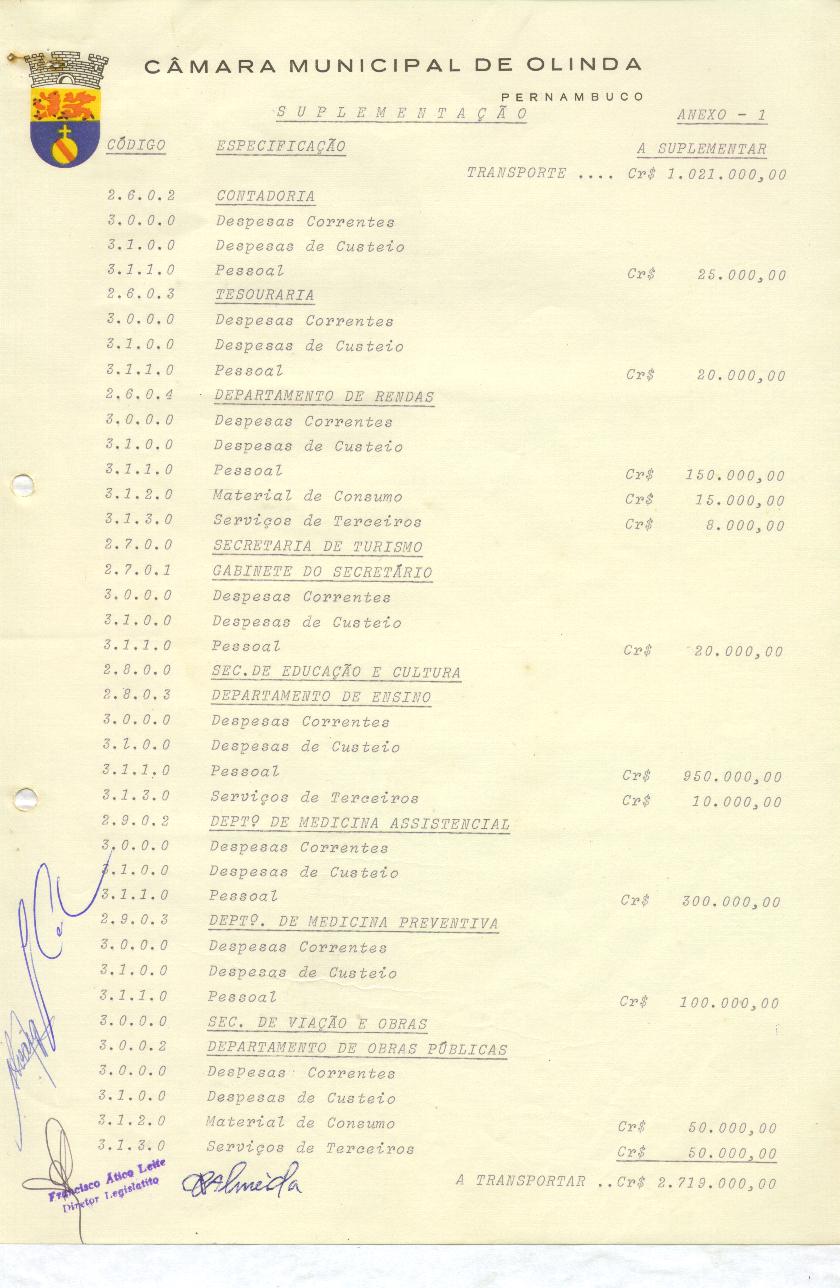 CÂMARA MUNICIPAL DE OLINDA
PERNAMBUCO
SUPLEMENTAÇÃO ANEXO - 1
CÓDIGO ESPECIFICAÇÃO A SUPLEMENTAR
TRANSPORTE .... Cr$ 1.021.000,00
2.6.0.2 CONTADORIA
3.0.0.0 Despesas Correntes
3.1.0.0 Despesas de Custeio
3.1.1.0 Pessoal Cr$ 25.000,00
2.6.0.3 TESOURARIA
3.0.0.0 Despesas Correntes
3.1.0.0 Despesas de Custeio
3.1.1.0 Pessoal Cr$ 20.000,00
2.6.0.4 DEPARTAMENTO DE RENDAS
3.0.0.0 Despesas Correntes
3.1.0.0 Despesas de Custeio
3.1.1.0 Pessoal Cr$ 150.000,00
3.1.2.0 Material de Consumo Cr$ 15.000,00
3.1.3.0 Serviços de Terceiros Cr$ 8.000,00
2.7.0.0 SECRETARIA DE TURISMO
2.7.0.1 GABINETE DO SECRETÁRIO
3.0.0.0 Despesas Correntes
3.1.0.0 Despesas de Custeio
3.1.1.0 Pessoal Cr$ 20.000,00
2.8.0.0 SEC.DE EDUCAÇÃO E CULTURA
2.8.0.3 DEPARTAMENTO DE ENSINO
3.0.0.0 Despesas Correntes
3.l.0.0 Despesas de Custeio
3.1.1.0 Pessoal Cr$ 950.000,00
3.1.3.0 Serviços de Terceiros Cr$ 10.000,00
2.9.0.2 DEPTº DE MEDICINA ASSISTENCIAL
3.0.0.0 Despesas Correntes
3.1.0.0 Despesas de Custeio
3.1.1.0 Pessoal Cr$ 300.000,00
2.9.0.3 DEPTº. DE MEDICINA PREVENTIVA
3.0.0.0 Despesas Correntes
3.1.0.0 Despesas de Custeio
3.1.1.0 Pessoal Cr$ 100.000,00
3.0.0.0 SEC. DE VIAÇÃO E OBRAS
3.0.0.2 DEPARTAMENTO DE OBRAS PÚBLICAS
3.0.0.0 Despesas Correntes
3.1.0.0 Despesas de Custeio
3.1.2.0 Material de Consumo Cr$ 50.000,00
3.1.3.0 Serviços de Terceiros Cr$ 50.000,00
A TRANSPORTAR ..Cr$ 2.719.000,00
Francisco Ático Leite
Diretor Legislatito
Almeida